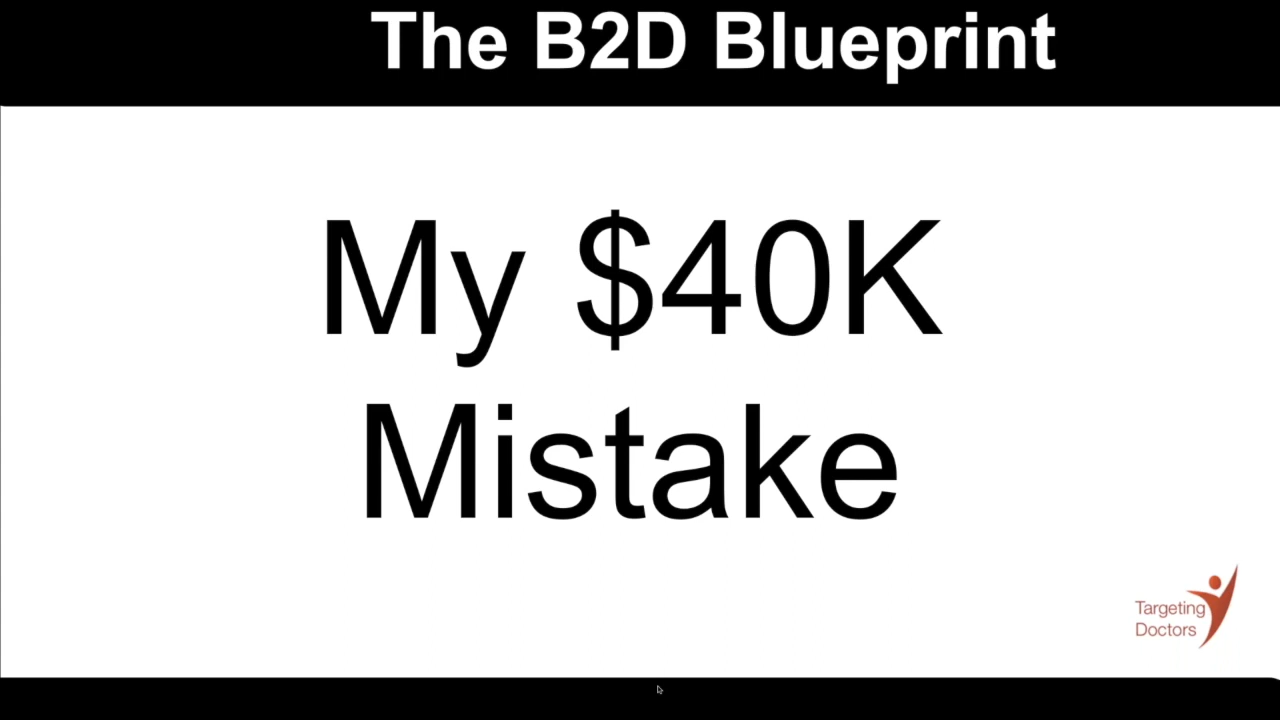 The B2D Blueprint
My $40K
Mistake
Targeting
Doctors